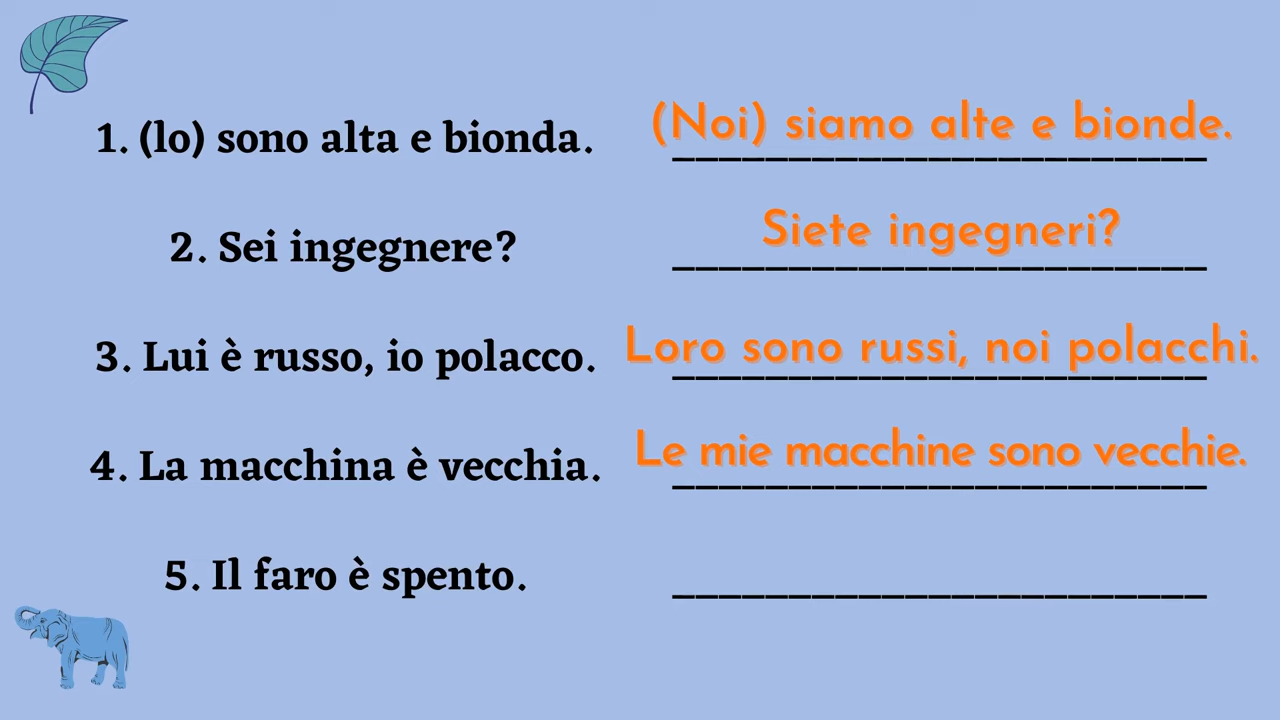 1. (lo) sono alta e bionda.
(Noi) siamo alte e bionde.
2. Sei ingegnere?
Siete ingegneri?
3. Lui è russo, io polacco.
Loro sono russi, noi polacchi.
4. La macchina è vecchia.
Le mie macchine sono vecchie.
5. Il faro è spento.